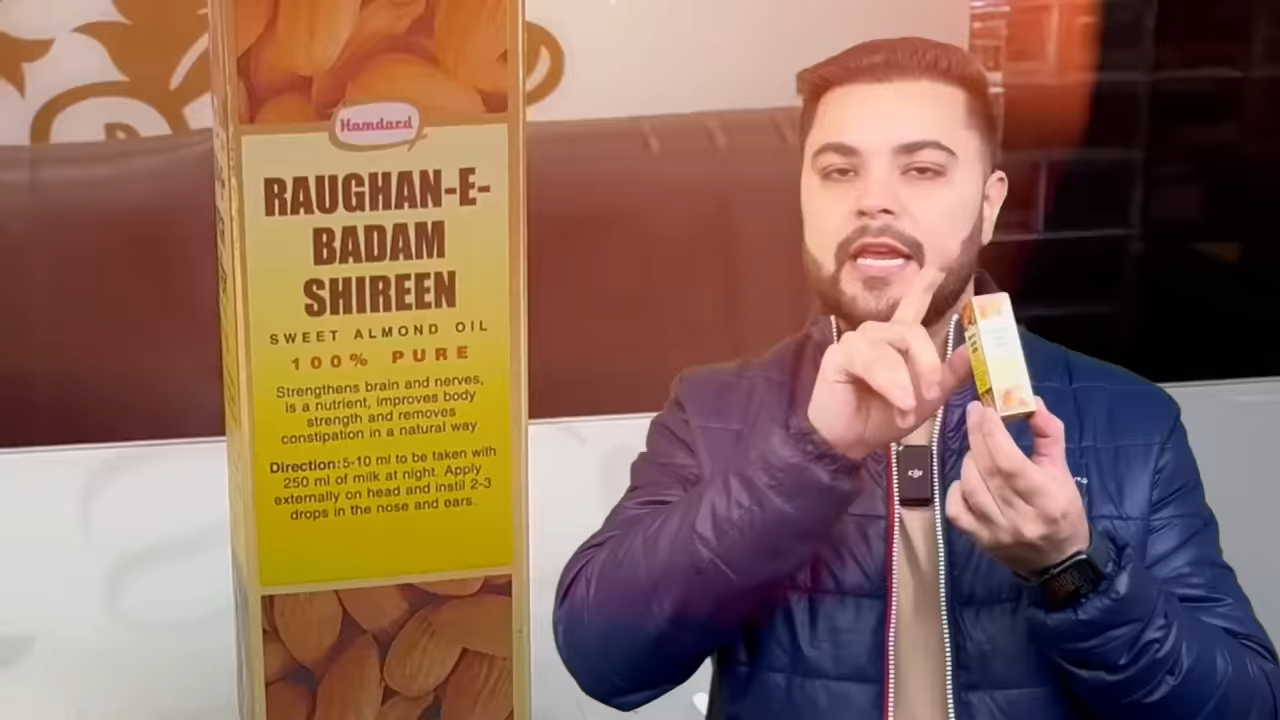 Hamdard
RAUGHAN-E-
BADAM
SHIREEN
SWEET ALMOND OIL
100% PURE
Strengthens brain and nerves,
is a nutrient, improves body
strength and removes
constipation in a natural way
Direction:5-10 ml to be taken with
250 ml of milk at night. Apply
externally on head and instil 2-3
drops in the nose and ears.
dji